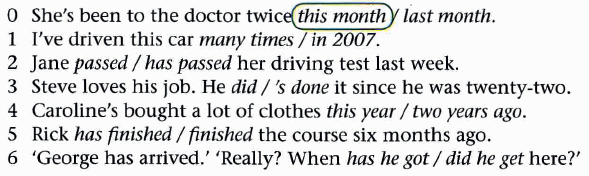 0 She's been to the doctor twice this month / last month.
1 I've driven this car many times / in 2007.
2 Jane passed / has passed her driving test last week.
3 Steve loves his job. He did / 's done it since he was twenty-two.
4 Caroline's bought a lot of clothes this year / two years ago.
5 Rick has finished / finished the course six months ago.
6 ‘George has arrived.’ ‘Really? When has he got / did he get here?’